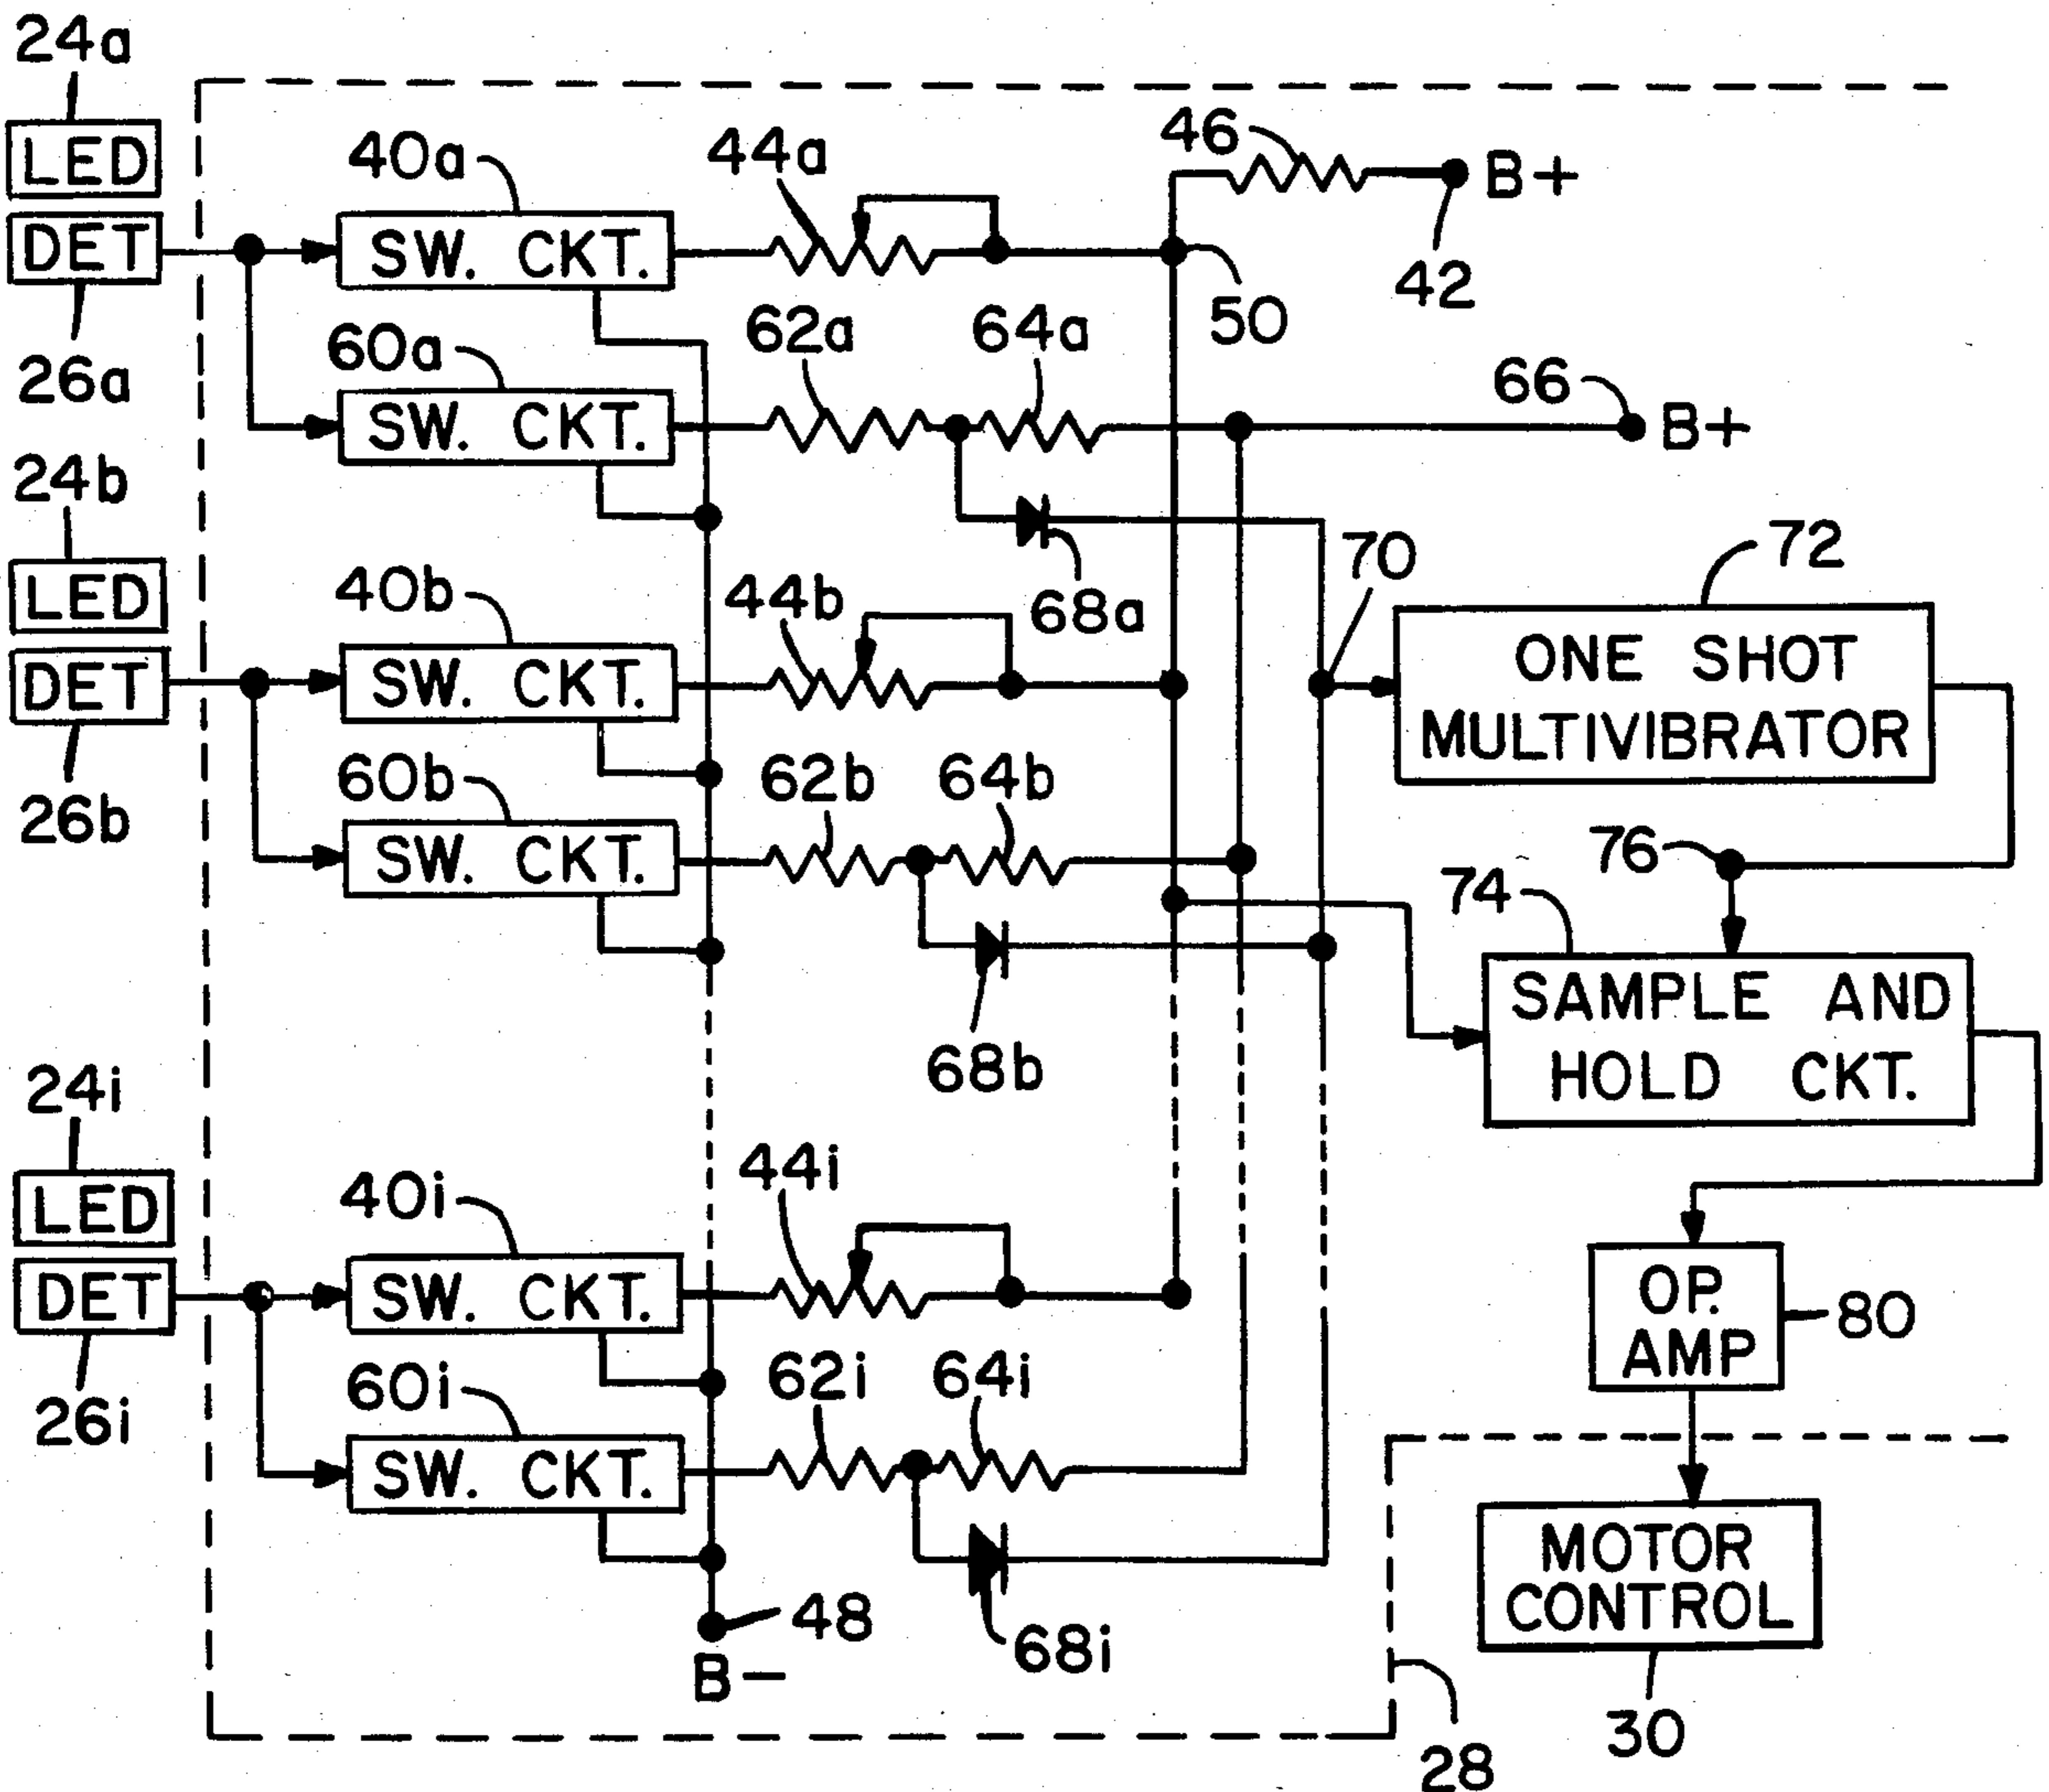 24a
LED
DET
26a
40a
SW. CKT.
44a
46
B+
42
50
60a
SW. CKT.
62a
64a
66
B+
68a
24b
LED
DET
26b
40b
SW. CKT.
44b
70
72
ONE SHOT
MULTIVIBRATOR
60b
SW. CKT.
62b
64b
76
74
SAMPLE AND
HOLD CKT.
68b
24i
LED
DET
26i
40i
SW. CKT.
44i
OP.
AMP
80
60i
SW. CKT.
62i
64i
MOTOR
CONTROL
48
B-
68i
28
30